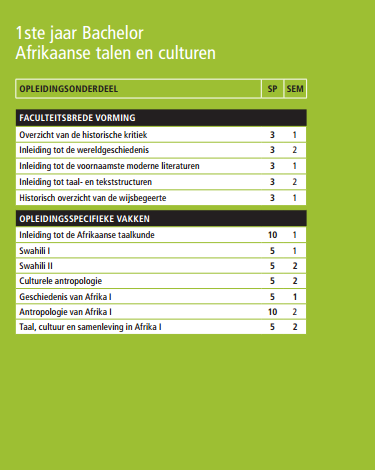 1ste jaar Bachelor
Afrikaanse talen en culturen
OPLEIDINGSONDERDEEL SP SEM
FACULTEITSBREDE VORMING
Overzicht van de historische kritiek 3 1
Inleiding tot de wereldgeschiedenis 3 2
Inleiding tot de voornaamste moderne literaturen 3 1
Inleiding tot taal- en tekststructuren 3 2
Historisch overzicht van de wijsbegeerte 3 1
OPLEIDINGSSPECIFIEKE VAKKEN
Inleiding tot de Afrikaanse taalkunde 10 1
Swahili I 5 1
Swahili II 5 2
Culturele antropologie 5 2
Geschiedenis van Afrika I 5 1
Antropologie van Afrika I 10 2
Taal, cultuur en samenleving in Afrika I 5 2